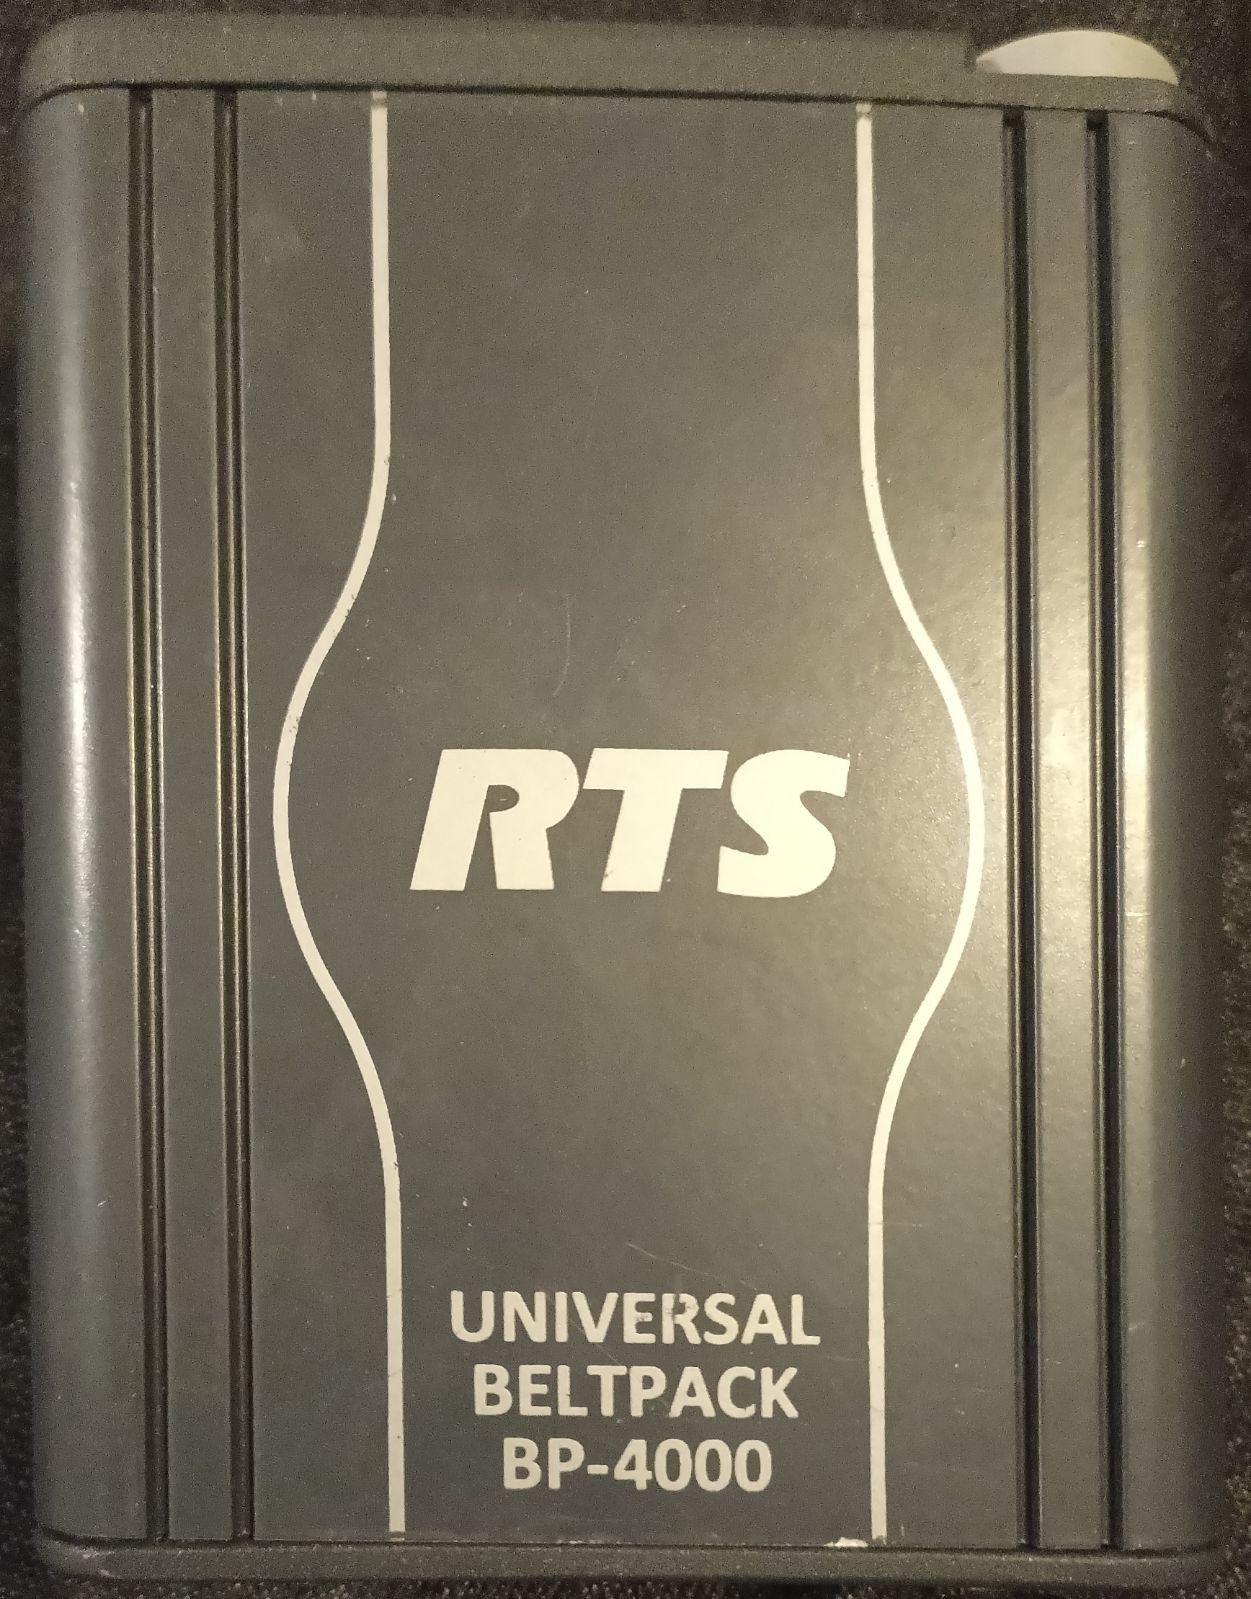 RTS
UNIVERSAL
BELTPACK
BP-4000